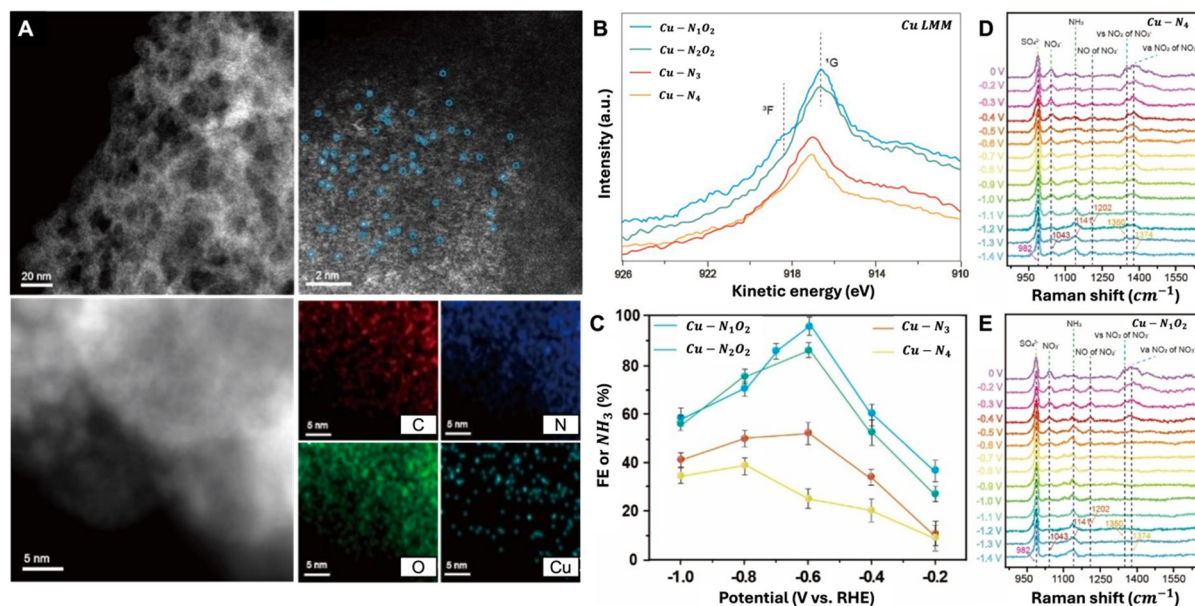 A
20 nm
2 nm
5 nm
5 nm
C
5 nm
N
5 nm
O
5 nm
Cu
B
Cu LMM
Cu − N₁O₂
Cu − N₂O₂
Cu − N₃
Cu − N₄
³F
¹G
Intensity (a.u.)
926 922 917 914 910
Kinetic energy (eV)
C
Cu − N₁O₂
Cu − N₂O₂
Cu − N₃
Cu − N₄
FE or NH₃ (%)
100
80
60
40
20
0
-1.0 -0.8 -0.6 -0.4 -0.2
Potential (V vs. RHE)
D
Cu − N₄
NH₃
vs NO₂ of NO₃⁻
SO₄²⁻
NO₃⁻
NO of NO₂⁻
va NO₂ of NO₃⁻
0 V
-0.2 V
-0.3 V
-0.4 V
-0.5 V
-0.6 V
-0.7 V
-0.8 V
-0.9 V
-1.0 V
-1.1 V
-1.2 V
-1.3 V
-1.4 V
982
1043
1141
1202
1350
1374
950 1100 1250 1400 1550
Raman shift (cm⁻¹)
E
Cu − N₁O₂
NH₃
vs NO₂ of NO₃⁻
SO₄²⁻
NO₃⁻
NO of NO₂⁻
va NO₂ of NO₃⁻
0 V
-0.2 V
-0.3 V
-0.4 V
-0.5 V
-0.6 V
-0.7 V
-0.8 V
-0.9 V
-1.0 V
-1.1 V
-1.2 V
-1.3 V
-1.4 V
982
1043
1141
1202
1350
1374
950 1100 1250 1400 1550
Raman shift (cm⁻¹)